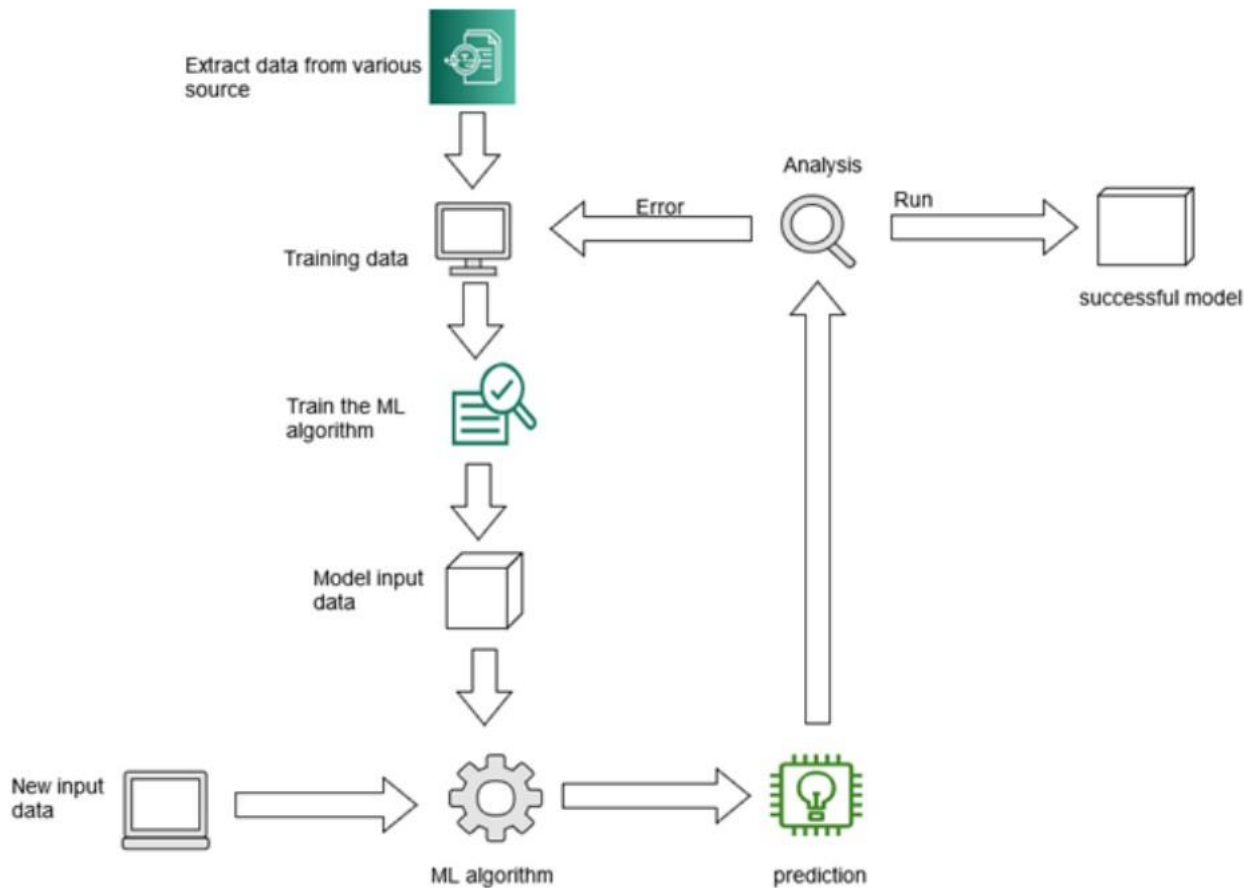 Extract data from various
source
Analysis
Error
Run
Training data
successful model
Train the ML
algorithm
Model input
data
New input
data
ML algorithm
prediction